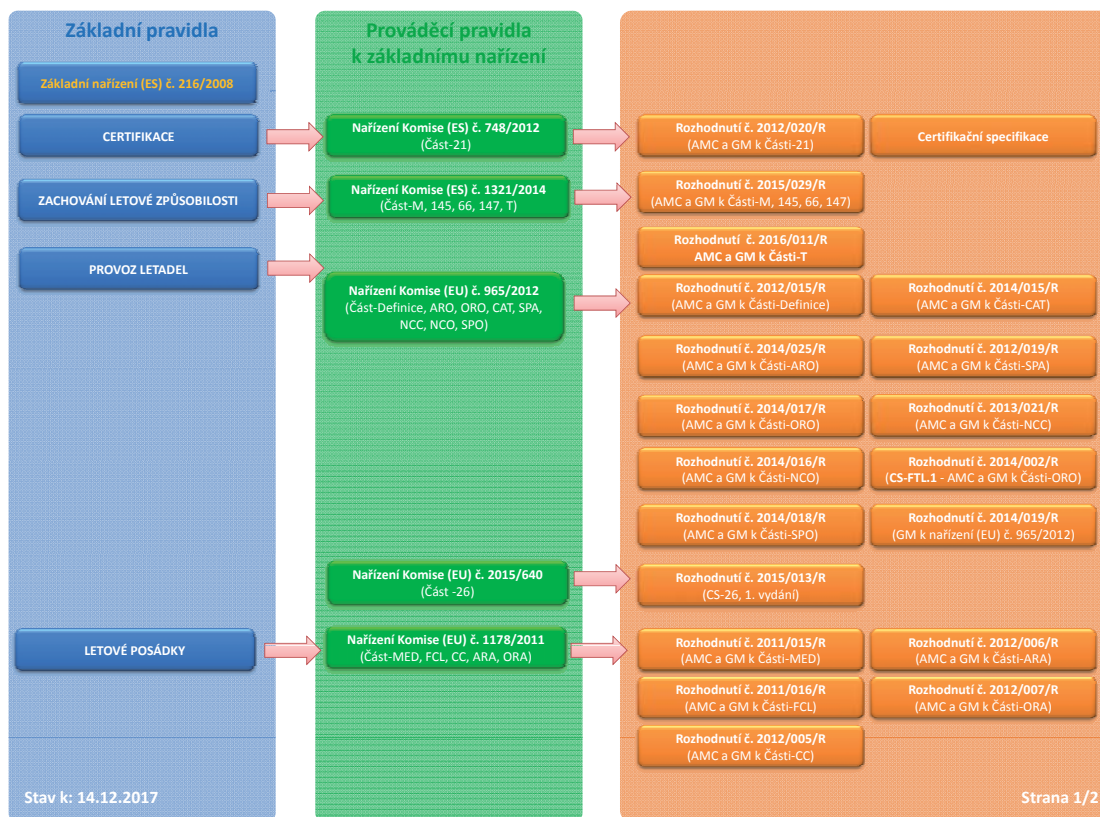 Základní pravidla
Základní nařízení (ES) č. 216/2008
CERTIFIKACE
ZACHOVÁNÍ LETOVÉ ZPŮSOBILOSTI
PROVOZ LETADEL
LETOVÉ POSÁDKY
Stav k: 14.12.2017
Prováděcí pravidla
k základnímu nařízení
Nařízení Komise (ES) č. 748/2012
(Část-21)
Nařízení Komise (ES) č. 1321/2014
(Část-M, 145, 66, 147, T)
Nařízení Komise (EU) č. 965/2012
(Část-Definice, ARO, ORO, CAT, SPA,
NCC, NCO, SPO)
Nařízení Komise (EU) č. 2015/640
(Část -26)
Nařízení Komise (EU) č. 1178/2011
(Část-MED, FCL, CC, ARA, ORA)
Rozhodnutí č. 2012/020/R
(AMC a GM k Části-21)
Certifikační specifikace
Rozhodnutí č. 2015/029/R
(AMC a GM k Části-M, 145, 66, 147)
Rozhodnutí č. 2016/011/R
AMC a GM k Části-T
Rozhodnutí č. 2012/015/R
(AMC a GM k Části-Definice)
Rozhodnutí č. 2014/015/R
(AMC a GM k Části-CAT)
Rozhodnutí č. 2014/025/R
(AMC a GM k Části-ARO)
Rozhodnutí č. 2012/019/R
(AMC a GM k Části-SPA)
Rozhodnutí č. 2014/017/R
(AMC a GM k Části-ORO)
Rozhodnutí č. 2013/021/R
(AMC a GM k Části-NCC)
Rozhodnutí č. 2014/016/R
(AMC a GM k Části-NCO)
Rozhodnutí č. 2014/002/R
(CS-FTL.1 - AMC a GM k Části-ORO)
Rozhodnutí č. 2014/018/R
(AMC a GM k Části-SPO)
Rozhodnutí č. 2014/019/R
(GM k nařízení (EU) č. 965/2012)
Rozhodnutí č. 2015/013/R
(CS-26, 1. vydání)
Rozhodnutí č. 2011/015/R
(AMC a GM k Části-MED)
Rozhodnutí č. 2012/006/R
(AMC a GM k Části-ARA)
Rozhodnutí č. 2011/016/R
(AMC a GM k Části-FCL)
Rozhodnutí č. 2012/007/R
(AMC a GM k Části-ORA)
Rozhodnutí č. 2012/005/R
(AMC a GM k Části-CC)
Strana 1/2